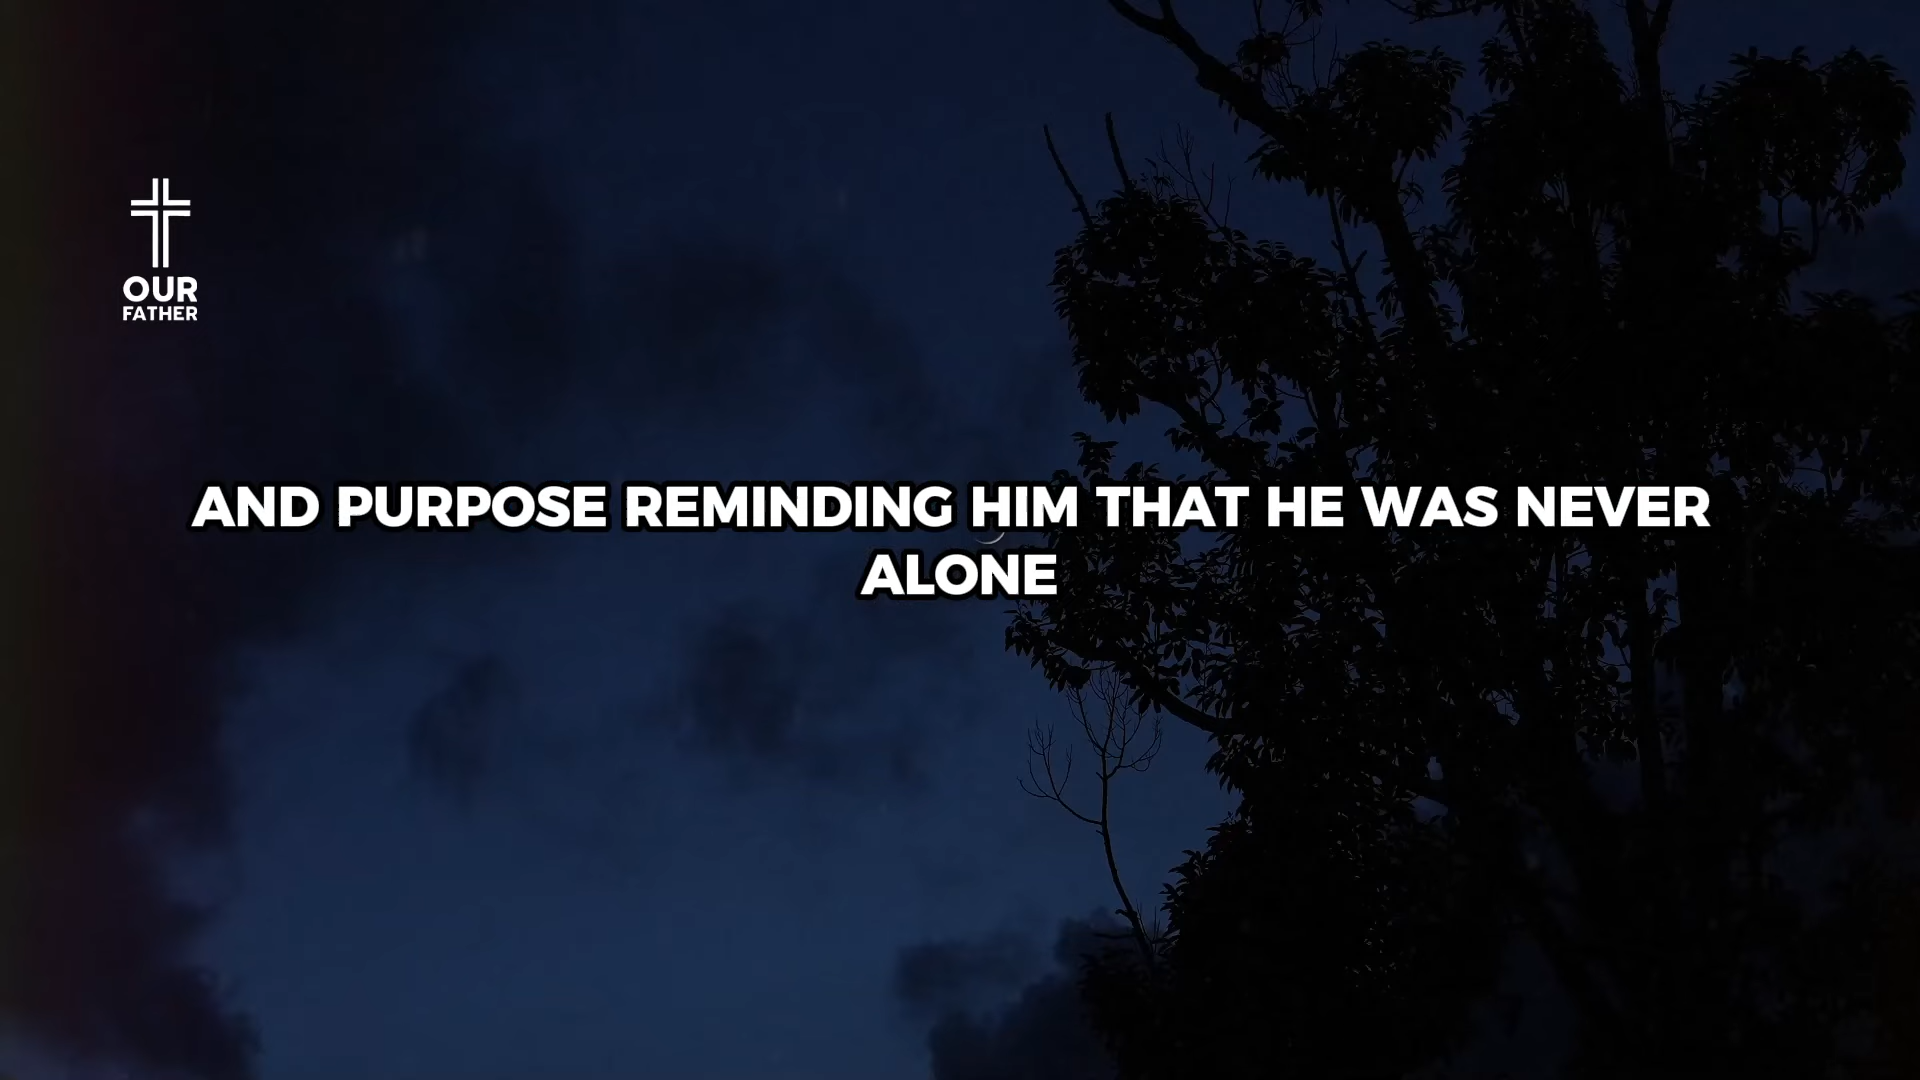 OUR
FATHER
AND PURPOSE REMINDING HIM THAT HE WAS NEVER
ALONE